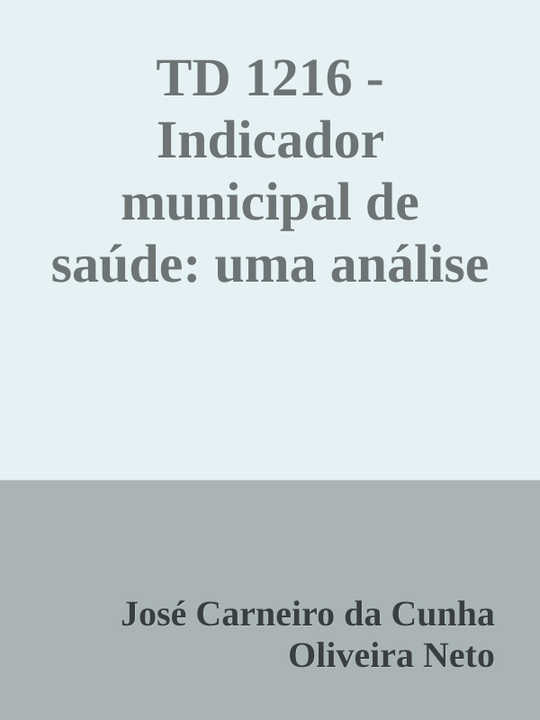 TD 1216 -
Indicador
municipal de
saúde: uma análise
José Carneiro da Cunha
Oliveira Neto